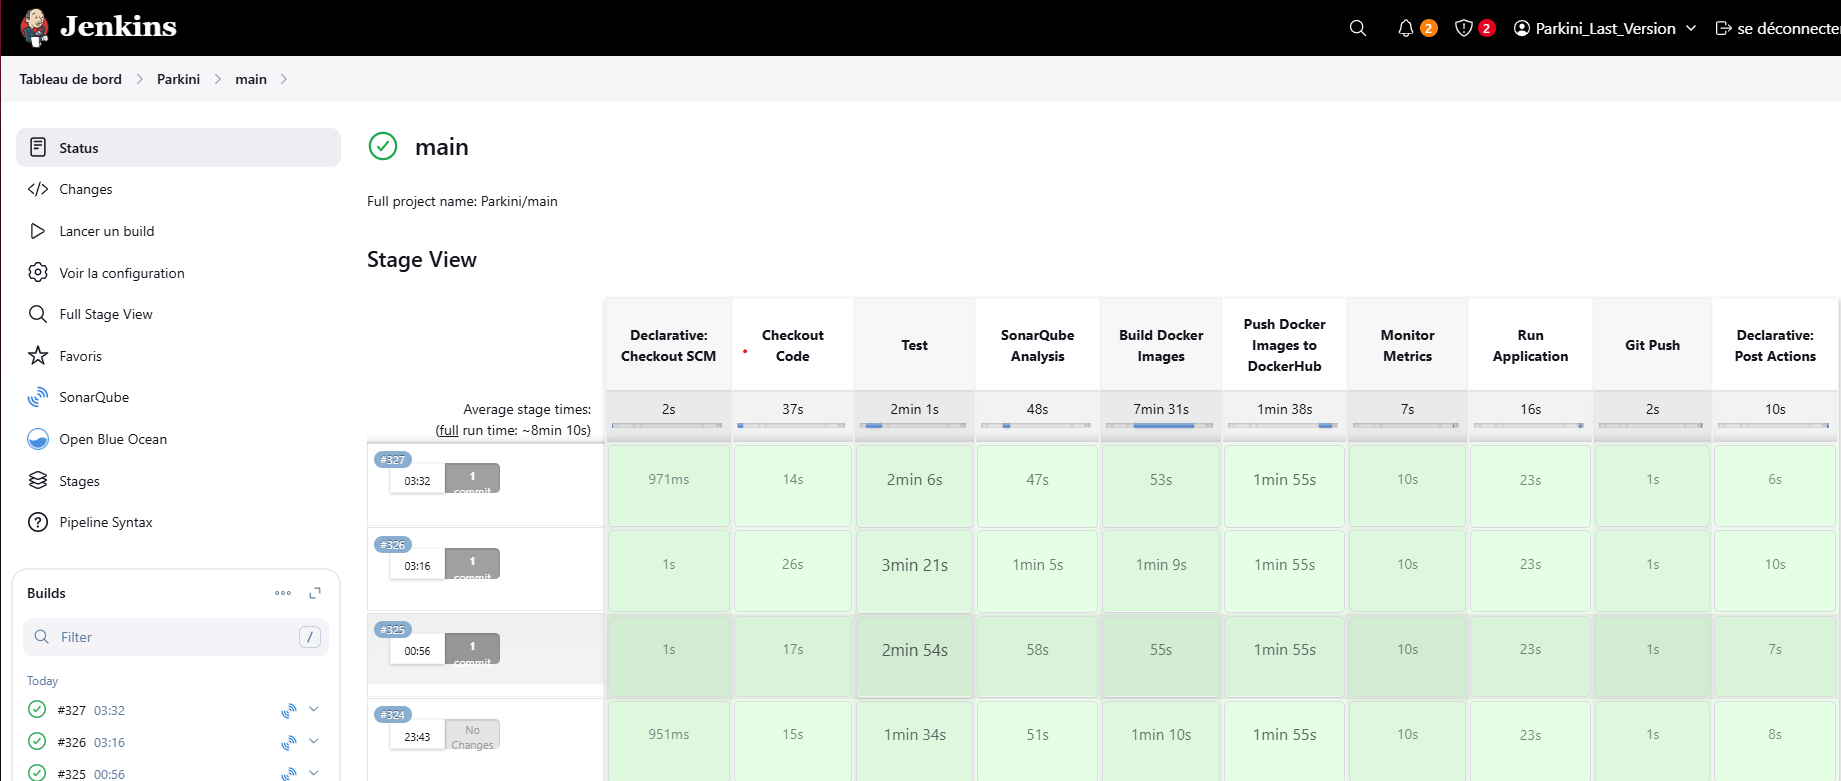 Jenkins
2
2
Parkini_Last_Version
se déconnecter
Tableau de bord
Parkini
main
Status
Changes
Lancer un build
Voir la configuration
Full Stage View
Favoris
SonarQube
Open Blue Ocean
Stages
Pipeline Syntax
Builds
Filter
/
Today
#327 03:32
#326 03:16
#325 00:56
main
Full project name: Parkini/main
Stage View
Declarative: Checkout SCM
Checkout Code
Test
SonarQube Analysis
Build Docker Images
Push Docker Images to DockerHub
Monitor Metrics
Run Application
Git Push
Declarative: Post Actions
Average stage times:
(full run time: ~8min 10s)
2s 37s 2min 1s 48s 7min 31s 1min 38s 7s 16s 2s 10s
#327
03:32
1 commit
971ms 14s 2min 6s 47s 53s 1min 55s 10s 23s 1s 6s
#326
03:16
1 commit
1s 26s 3min 21s 1min 5s 1min 9s 1min 55s 10s 23s 1s 10s
#325
00:56
1 commit
1s 17s 2min 54s 58s 55s 1min 55s 10s 23s 1s 7s
#324
23:43
No Changes
951ms 15s 1min 34s 51s 1min 10s 1min 55s 10s 23s 1s 8s